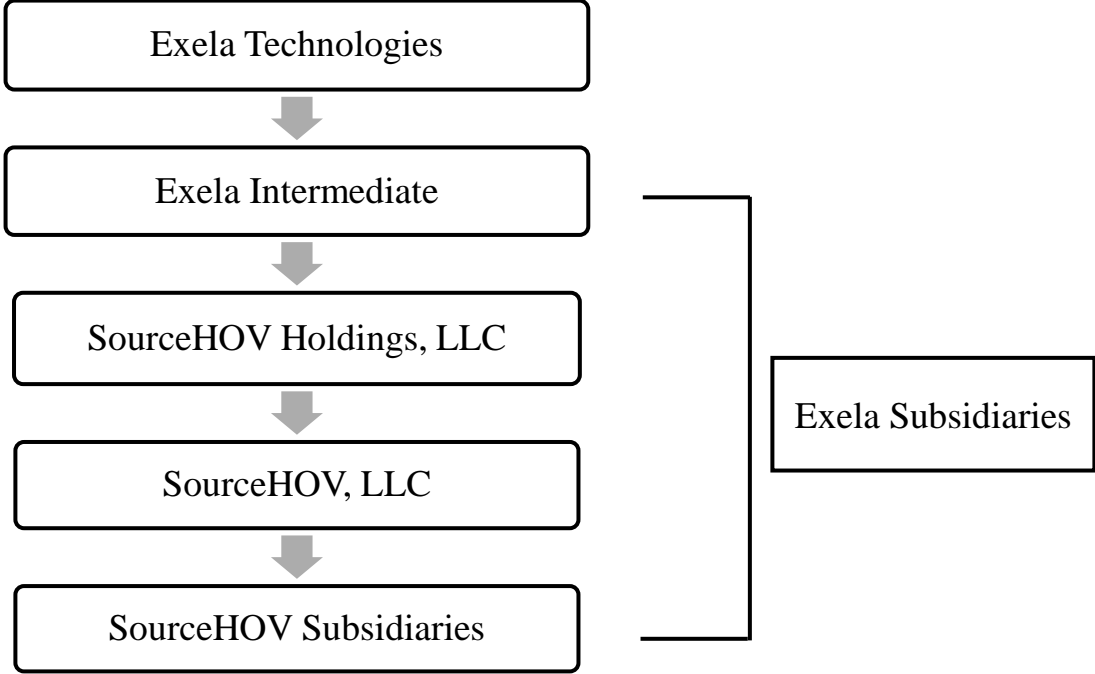 Exela Technologies
Exela Intermediate
SourceHOV Holdings, LLC
Exela Subsidiaries
SourceHOV, LLC
SourceHOV Subsidiaries